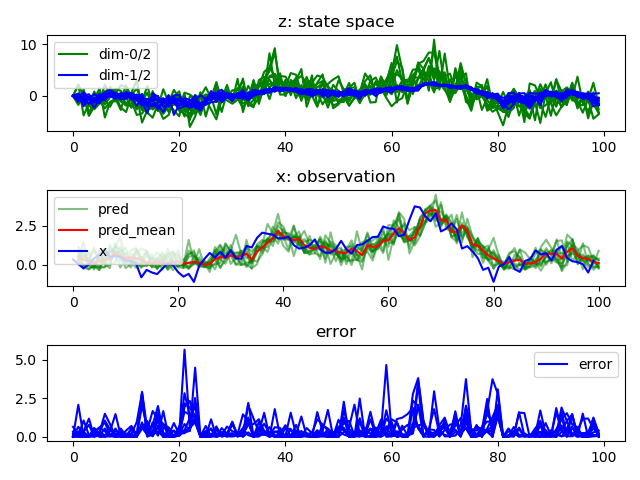 z: state space
10
0
dim-0/2
dim-1/2
0 20 40 60 80 100
x: observation
2.5
0.0
pred
pred_mean
x
0 20 40 60 80 100
error
5.0
2.5
0.0
error
0 20 40 60 80 100